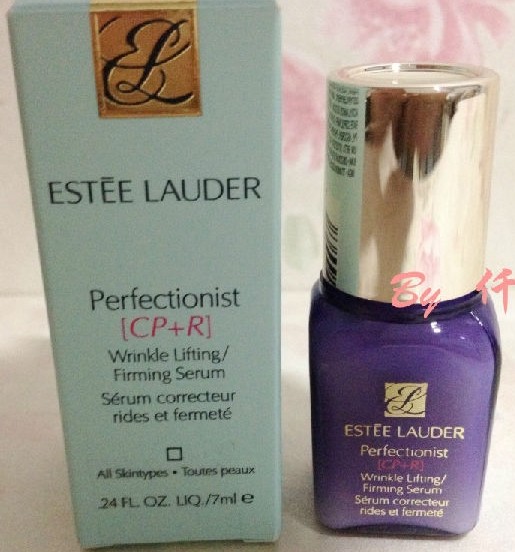 ESTĒE LAUDER
Perfectionist
[CP+R]
Wrinkle Lifting/
Firming Serum
Sérum correcteur
rides et fermeté
All Skintypes • Toutes peaux
.24 FL. OZ. LIQ./7ml e
By 仟
ESTĒE LAUDER
Perfectionist
[CP+R]
Wrinkle Lifting/
Firming Serum
Sérum correcteur
rides et fermeté